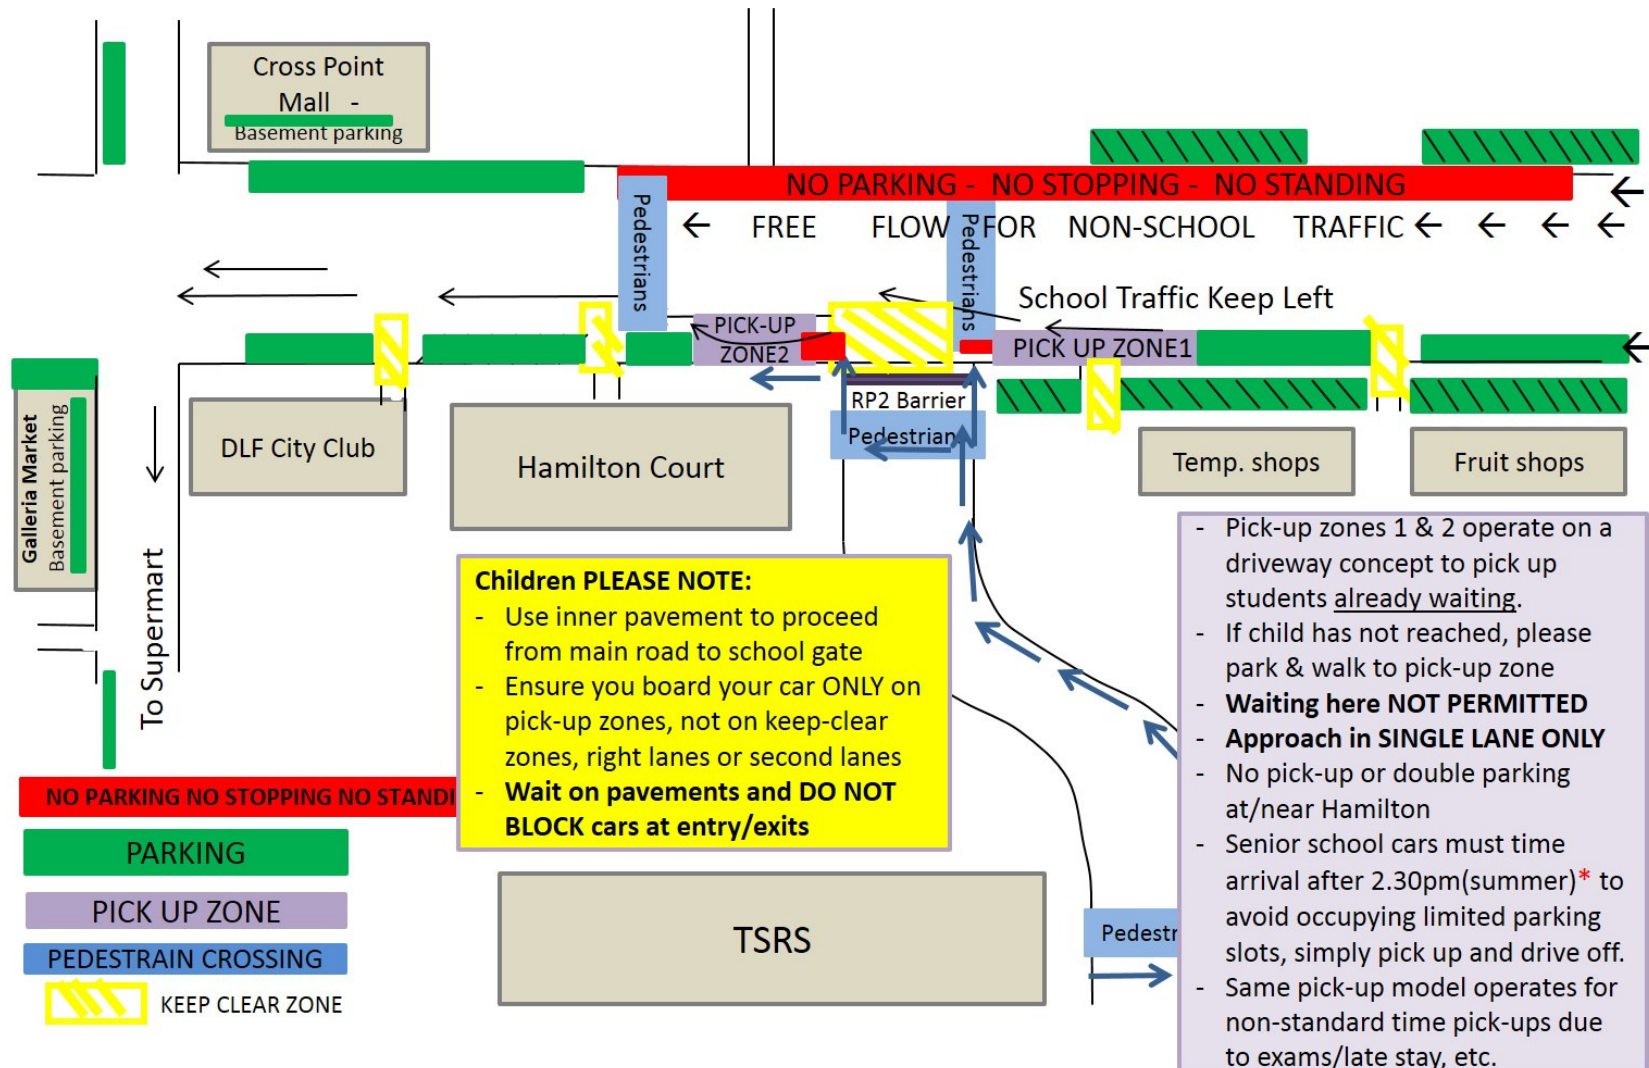 Cross Point
Mall -
Basement parking
NO PARKING - NO STOPPING - NO STANDING
← FREE FLOW FOR NON-SCHOOL TRAFFIC ← ← ← ←
Pedestrians
Pedestrians
School Traffic Keep Left
PICK-UP
ZONE2
PICK UP ZONE1
RP2 Barrier
Pedestrian
DLF City Club
Hamilton Court
Temp. shops
Fruit shops
Galleria Market
Basement parking
To Supermart
Children PLEASE NOTE:
- Use inner pavement to proceed
from main road to school gate
- Ensure you board your car ONLY on
pick-up zones, not on keep-clear
zones, right lanes or second lanes
- Wait on pavements and DO NOT
BLOCK cars at entry/exits
- Pick-up zones 1 & 2 operate on a
driveway concept to pick up
students already waiting.
- If child has not reached, please
park & walk to pick-up zone
- Waiting here NOT PERMITTED
- Approach in SINGLE LANE ONLY
- No pick-up or double parking
at/near Hamilton
- Senior school cars must time
arrival after 2.30pm(summer)* to
avoid occupying limited parking
slots, simply pick up and drive off.
- Same pick-up model operates for
non-standard time pick-ups due
to exams/late stay, etc.
NO PARKING NO STOPPING NO STANDI
PARKING
PICK UP ZONE
PEDESTRAIN CROSSING
KEEP CLEAR ZONE
TSRS
Pedestr